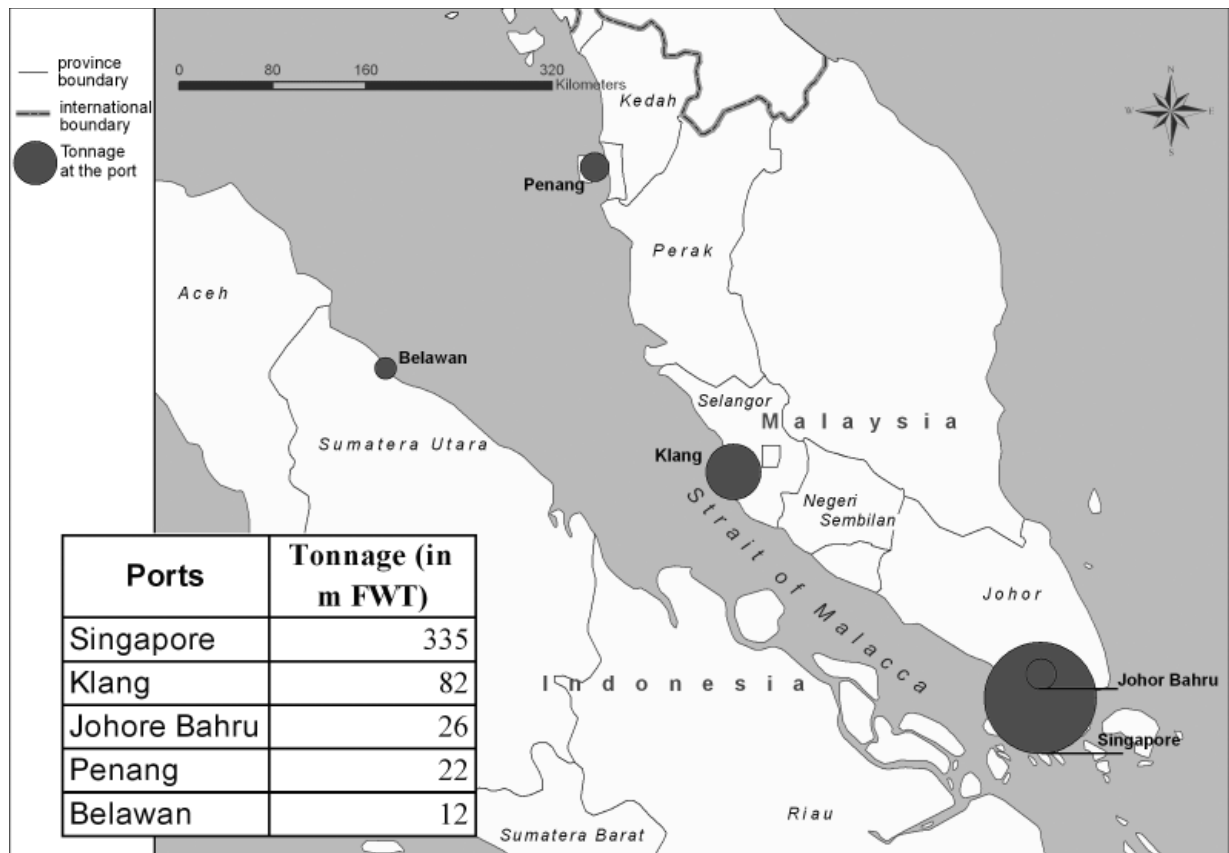 province
boundary
international
boundary
Tonnage
at the port
0 80 160 320
Kilometers
N
W E
S
Kedah
Penang
Perak
Aceh
Belawan
Selangor
Malaysia
Sumatera Utara
Klang
Negeri
Sembilan
Strait of Malacca
Johor
Indonesia
Johor Bahru
Singapore
Riau
Sumatera Barat
Ports Tonnage (in
m FWT)
Singapore 335
Klang 82
Johore Bahru 26
Penang 22
Belawan 12